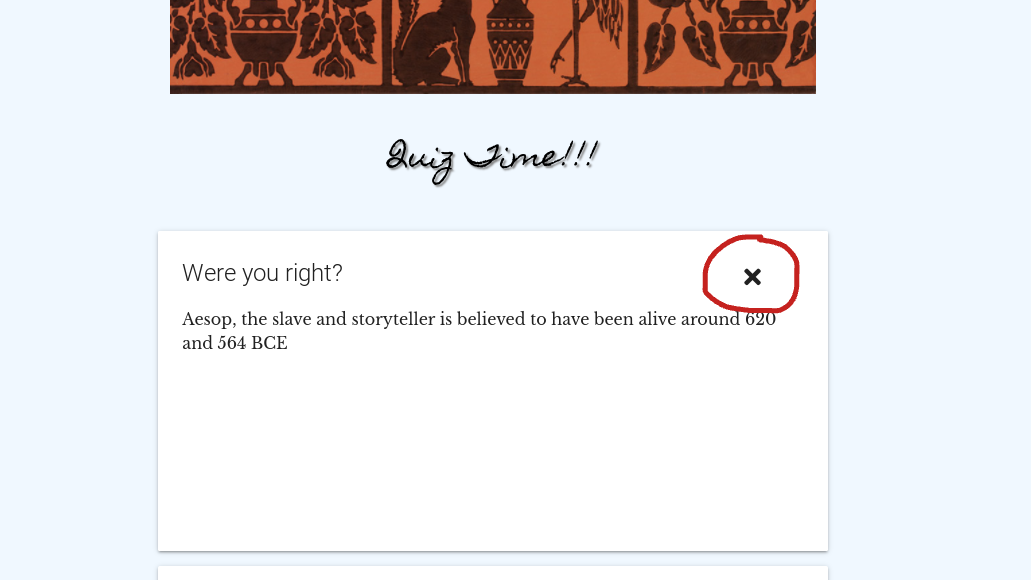 Quiz Time!!!
Were you right?
Aesop, the slave and storyteller is believed to have been alive around 620
and 564 BCE